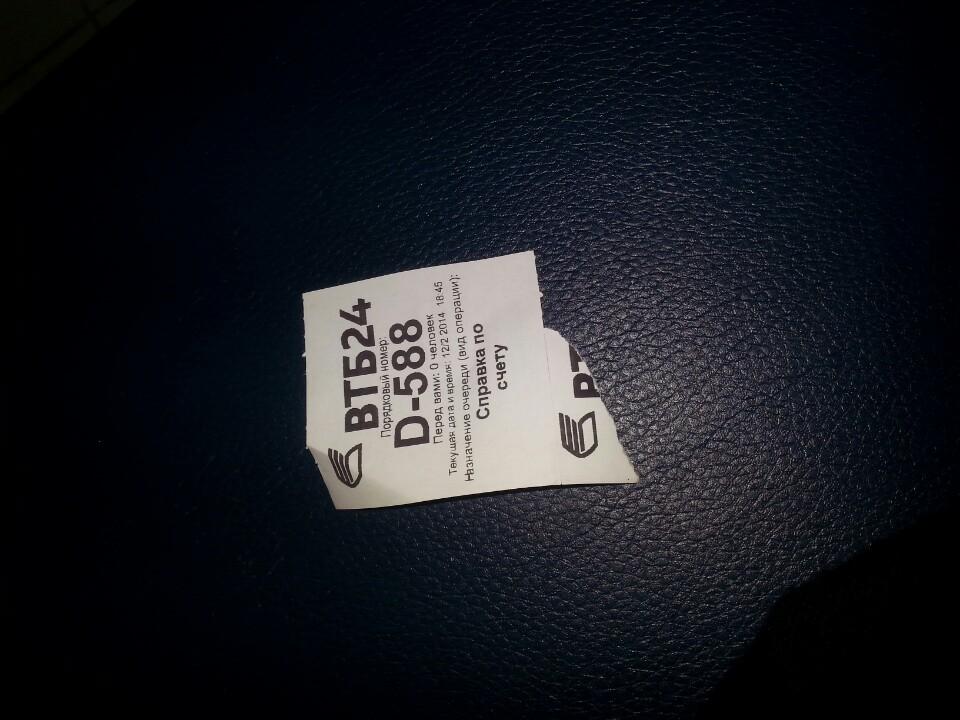 ВТБ24
Порядковый номер:
D-588
Перед вами: 0 человек
Текущая дата и время: 12/2 2014 18:45
Назначение очереди (вид операции):
Справка по
счету